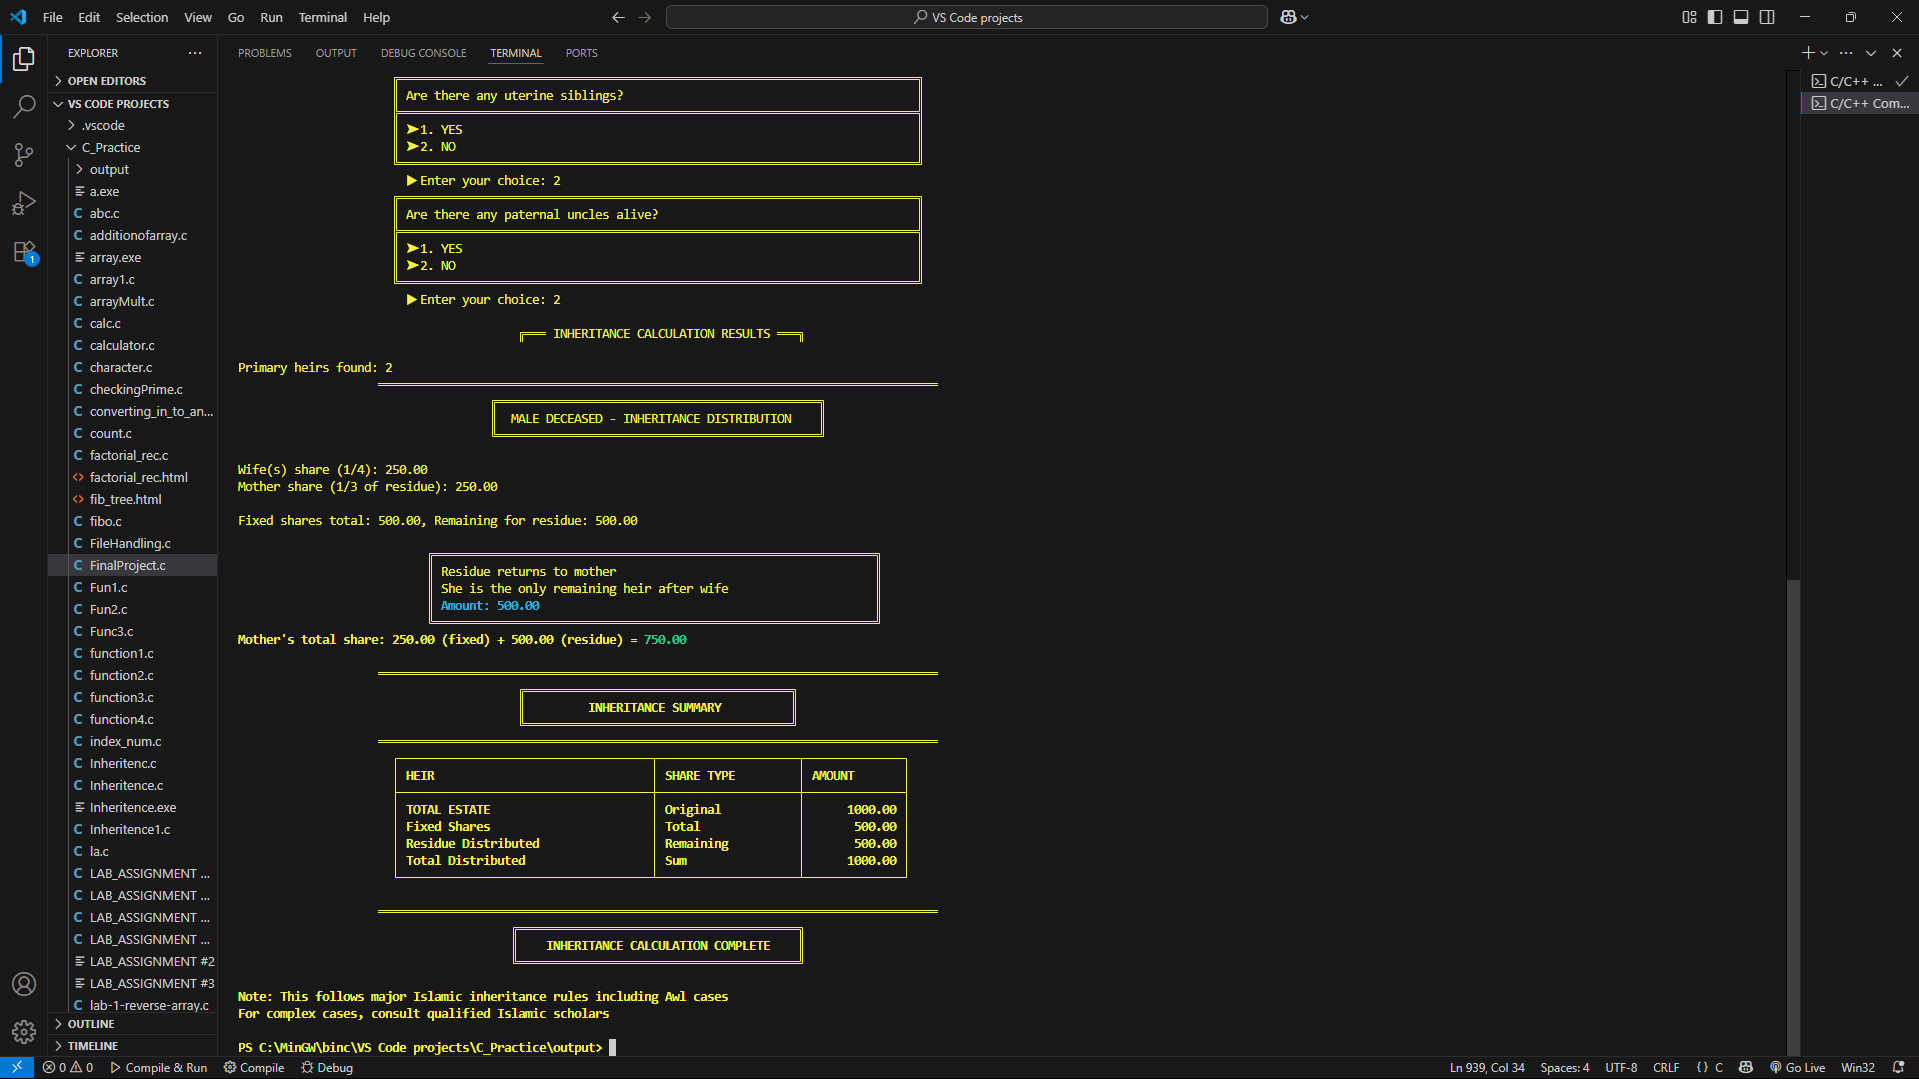 File Edit Selection View Go Run Terminal Help
VS Code projects
EXPLORER
OPEN EDITORS
VS CODE PROJECTS
.vscode
C_Practice
output
a.exe
C abc.c
C additionofarray.c
array.exe
C array1.c
C arrayMult.c
C calc.c
C calculator.c
C character.c
C checkingPrime.c
C converting_in_to_an...
C count.c
C factorial_rec.c
<> factorial_rec.html
<> fib_tree.html
C fibo.c
C FileHandling.c
C FinalProject.c
C Fun1.c
C Fun2.c
C Func3.c
C function1.c
C function2.c
C function3.c
C function4.c
C index_num.c
C Inheritenc.c
C Inheritence.c
Inheritence.exe
C Inheritence1.c
C la.c
C LAB_ASSIGNMENT ...
C LAB_ASSIGNMENT ...
C LAB_ASSIGNMENT ...
C LAB_ASSIGNMENT ...
LAB_ASSIGNMENT #2
LAB_ASSIGNMENT #3
C lab-1-reverse-array.c
OUTLINE
TIMELINE
1
PROBLEMS OUTPUT DEBUG CONSOLE TERMINAL PORTS
C/C++ ...
C/C++ Com...
Are there any uterine siblings?
➤1. YES
➤2. NO
▶Enter your choice: 2
Are there any paternal uncles alive?
➤1. YES
➤2. NO
▶Enter your choice: 2
╔══ INHERITANCE CALCULATION RESULTS ══╗
Primary heirs found: 2
MALE DECEASED - INHERITANCE DISTRIBUTION
Wife(s) share (1/4): 250.00
Mother share (1/3 of residue): 250.00
Fixed shares total: 500.00, Remaining for residue: 500.00
Residue returns to mother
She is the only remaining heir after wife
Amount: 500.00
Mother's total share: 250.00 (fixed) + 500.00 (residue) = 750.00
INHERITANCE SUMMARY
HEIR SHARE TYPE AMOUNT
TOTAL ESTATE Original 1000.00
Fixed Shares Total 500.00
Residue Distributed Remaining 500.00
Total Distributed Sum 1000.00
INHERITANCE CALCULATION COMPLETE
Note: This follows major Islamic inheritance rules including Awl cases
For complex cases, consult qualified Islamic scholars
PS C:\MinGW\binc\VS Code projects\C_Practice\output>
0 0 Compile & Run Compile Debug
Ln 939, Col 34 Spaces: 4 UTF-8 CRLF {} C Go Live Win32